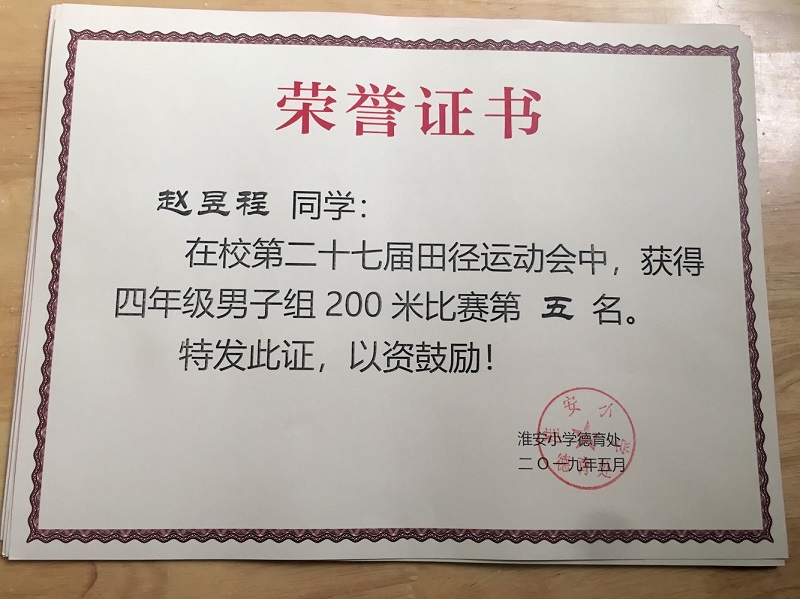 荣誉证书
赵昱程 同学：
在校第二十七届田径运动会中，获得
四年级男子组 200 米比赛第 五 名。
特发此证，以资鼓励！
淮安小学德育处
二〇一九年五月
德育处